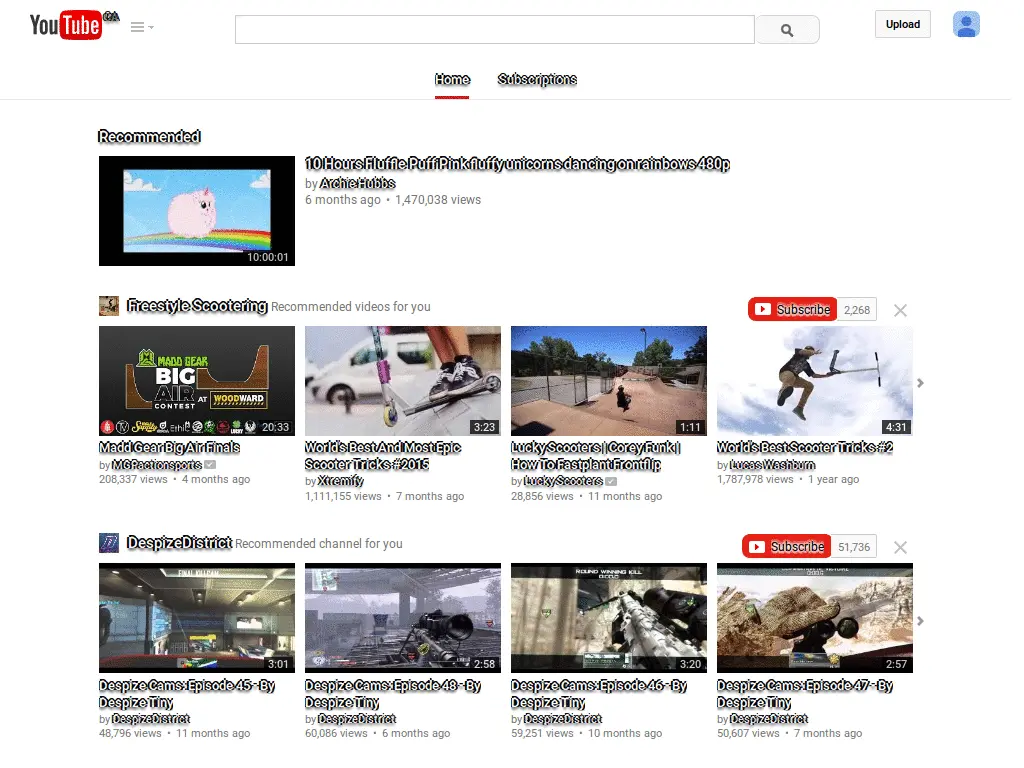 YouTube CA
Upload
Home Subscriptions
Recommended
10 Hours Fluffle Puff Pink fluffy unicorns dancing on rainbows 480p
by Archie Hubbs
6 months ago • 1,470,038 views
10:00:01
Freestyle Scootering Recommended videos for you
Subscribe 2,268
MADD GEAR
BIG
AIR
CONTEST AT WOODWARD
20:33
3:23
1:11
4:31
Madd Gear Big Air Finals
by MGPactionsports
208,337 views • 4 months ago
World's Best And Most Epic
Scooter Tricks #2015
by Xtremify
1,111,155 views • 7 months ago
Lucky Scooters | Corey Funk |
How To Fastplant Frontflip
by Lucky Scooters
28,856 views • 11 months ago
World's Best Scooter Tricks #2
by Lucas Washburn
1,787,978 views • 1 year ago
DespizeDistrict Recommended channel for you
Subscribe 51,736
FINAL KILLCAM
3:01
2:58
ROUND WINNING KILL
3:20
2:57
Despize Cams: Episode 45 - By
Despize Tiny
by DespizeDistrict
48,796 views • 11 months ago
Despize Cams: Episode 48 - By
Despize Tiny
by DespizeDistrict
60,086 views • 6 months ago
Despize Cams: Episode 46 - By
Despize Tiny
by DespizeDistrict
59,251 views • 10 months ago
Despize Cams: Episode 47 - By
Despize Tiny
by DespizeDistrict
50,607 views • 7 months ago